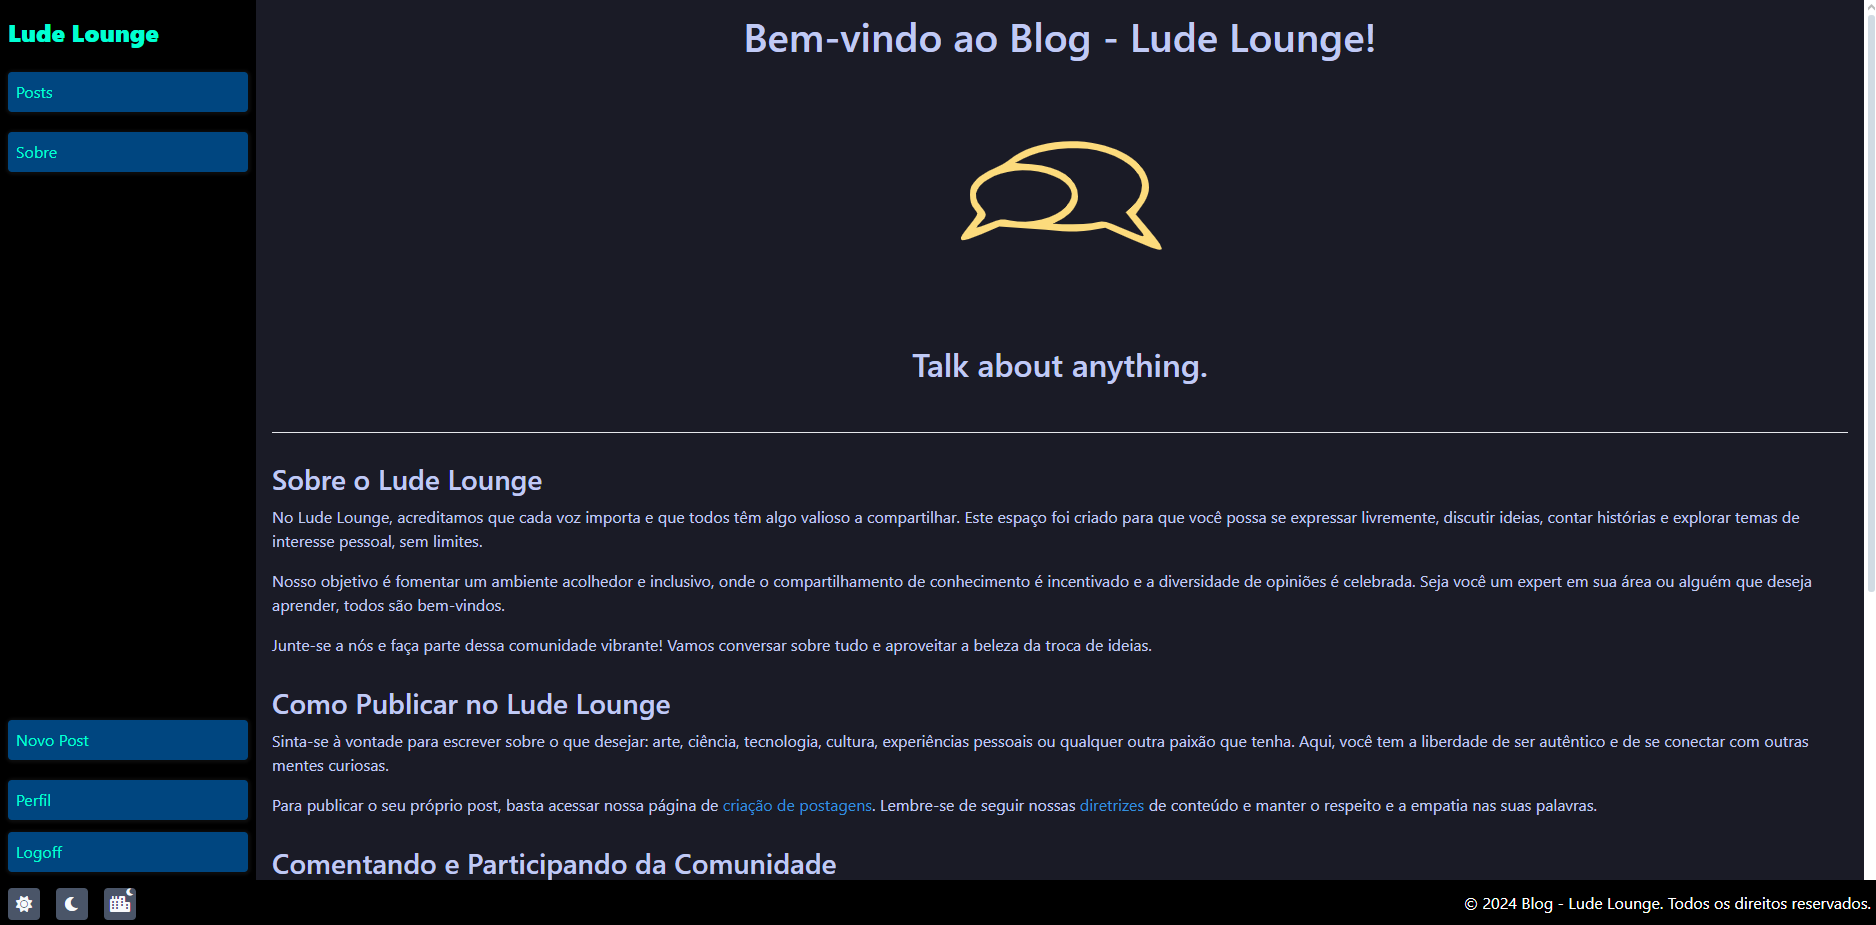 Lude Lounge
Posts
Sobre
Novo Post
Perfil
Logoff
Bem-vindo ao Blog - Lude Lounge!
Talk about anything.
Sobre o Lude Lounge
No Lude Lounge, acreditamos que cada voz importa e que todos têm algo valioso a compartilhar. Este espaço foi criado para que você possa se expressar livremente, discutir ideias, contar histórias e explorar temas de
interesse pessoal, sem limites.
Nosso objetivo é fomentar um ambiente acolhedor e inclusivo, onde o compartilhamento de conhecimento é incentivado e a diversidade de opiniões é celebrada. Seja você um expert em sua área ou alguém que deseja
aprender, todos são bem-vindos.
Junte-se a nós e faça parte dessa comunidade vibrante! Vamos conversar sobre tudo e aproveitar a beleza da troca de ideias.
Como Publicar no Lude Lounge
Sinta-se à vontade para escrever sobre o que desejar: arte, ciência, tecnologia, cultura, experiências pessoais ou qualquer outra paixão que tenha. Aqui, você tem a liberdade de ser autêntico e de se conectar com outras
mentes curiosas.
Para publicar o seu próprio post, basta acessar nossa página de criação de postagens. Lembre-se de seguir nossas diretrizes de conteúdo e manter o respeito e a empatia nas suas palavras.
Comentando e Participando da Comunidade
© 2024 Blog - Lude Lounge. Todos os direitos reservados.